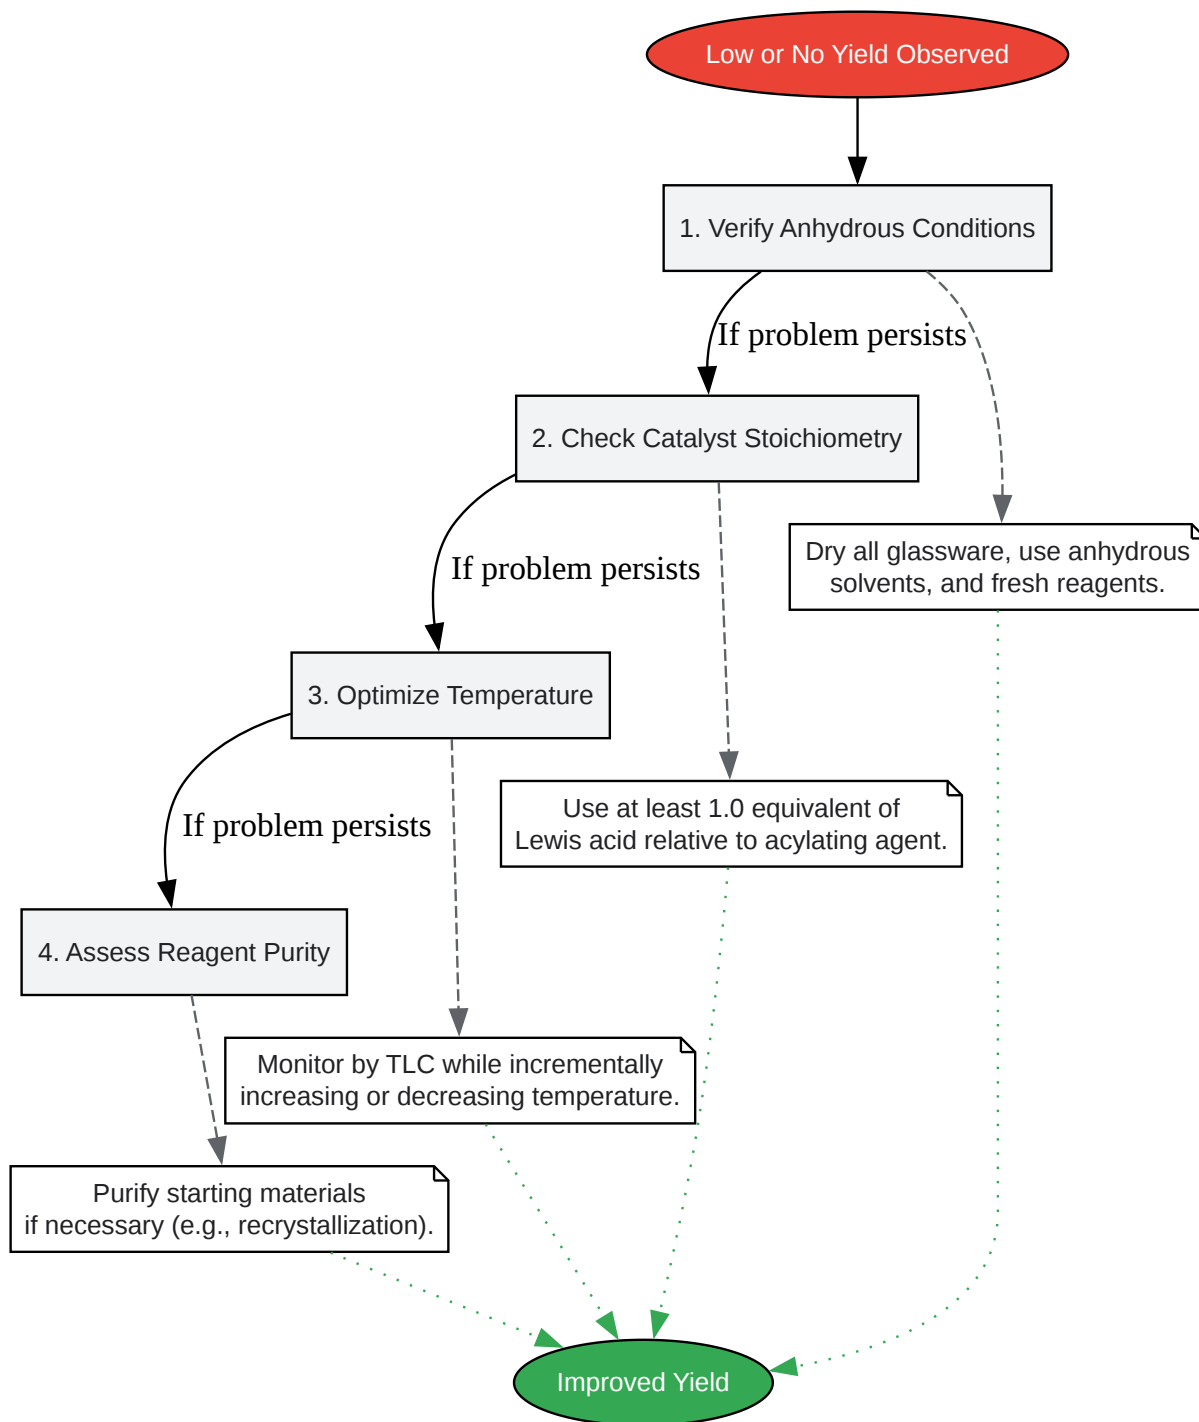 Low or No Yield Observed
1. Verify Anhydrous Conditions
If problem persists
2. Check Catalyst Stoichiometry
Dry all glassware, use anhydrous
solvents, and fresh reagents.
If problem persists
3. Optimize Temperature
Use at least 1.0 equivalent of
Lewis acid relative to acylating agent.
If problem persists
4. Assess Reagent Purity
Monitor by TLC while incrementally
increasing or decreasing temperature.
Purify starting materials
if necessary (e.g., recrystallization).
Improved Yield